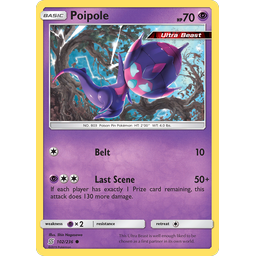 BASIC
Poipole
HP70
Ultra Beast
NO. 803 Poison Pin Pokémon HT: 2'00" WT: 4.0 lbs.
Belt 10
Last Scene 50+
If each player has exactly 1 Prize card remaining, this
attack does 130 more damage.
weakness ×2 resistance retreat
102/236